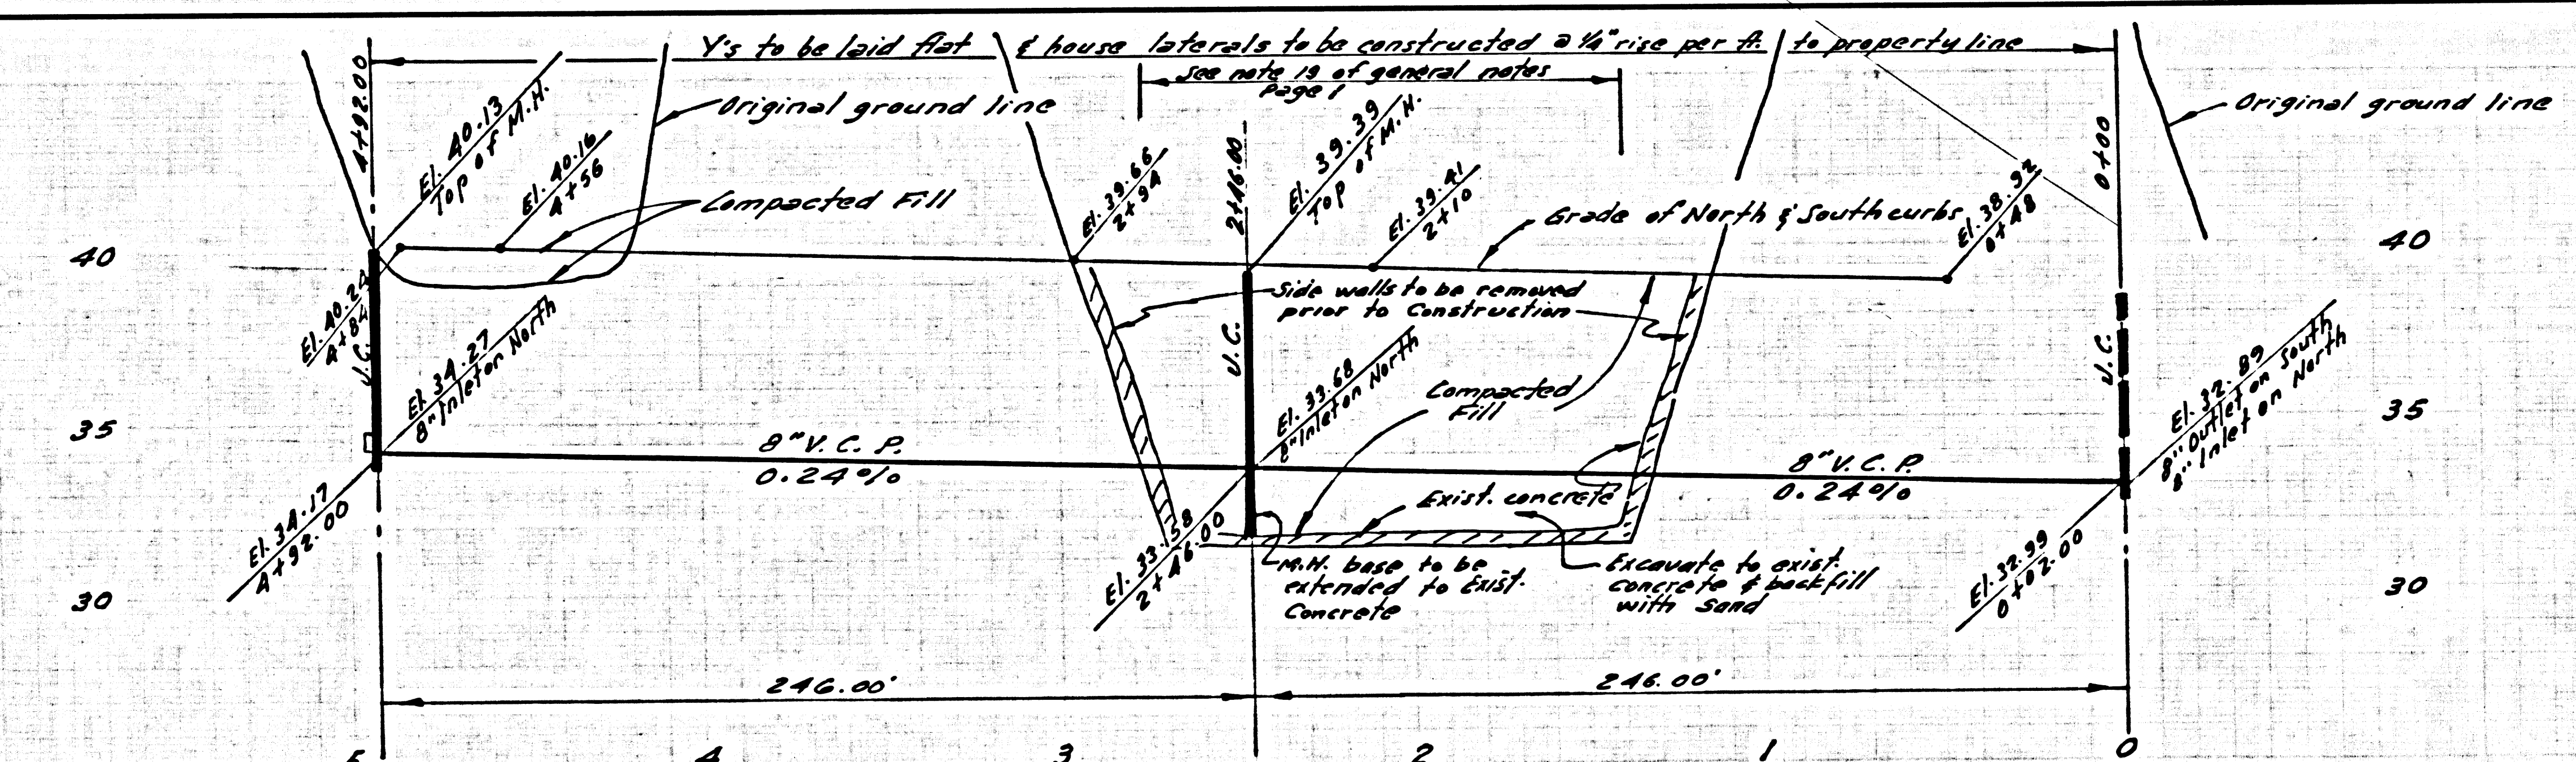 Y's to be laid flat & house laterals to be constructed @ 1/4" rise per ft. to property line
See note 19 of general notes
Page 1
4+92.00
El. 40.13
Top of M.H.
El. 40.16
4+56
Original ground line
Compacted Fill
El. 39.66
2+94
2+46.00
El. 39.39
Top of M.H.
El. 39.41
2+10
Grade of North & South curbs
El. 38.92
0+48
0+00
Original ground line
40
40
El. 40.24
4+84
J.C.
El. 34.27
8" Inlet on North
Side walls to be removed
prior to Construction
J.C.
El. 33.68
8" Inlet on North
Compacted
Fill
J.C.
El. 32.89
8" Outlet on South
8" Inlet on North
35
35
8" V.C.P.
0.24%
8" V.C.P.
0.24%
Exist. concrete
El. 34.17
4+92.00
El. 33.58
2+46.00
M.H. base to be
extended to Exist.
Concrete
Excavate to exist.
concrete & backfill
with Sand
El. 32.99
0+02.00
30
30
246.00'
246.00'
5
4
3
2
1
0